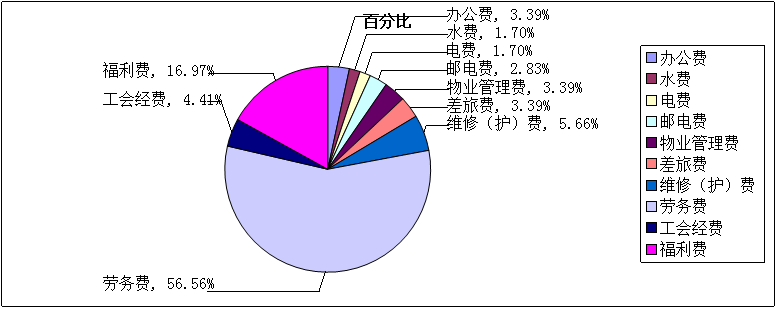 百分比
办公费, 3.39%
水费, 1.70%
电费, 1.70%
邮电费, 2.83%
物业管理费, 3.39%
差旅费, 3.39%
维修（护）费, 5.66%
福利费, 16.97%
工会经费, 4.41%
劳务费, 56.56%
办公费
水费
电费
邮电费
物业管理费
差旅费
维修（护）费
劳务费
工会经费
福利费